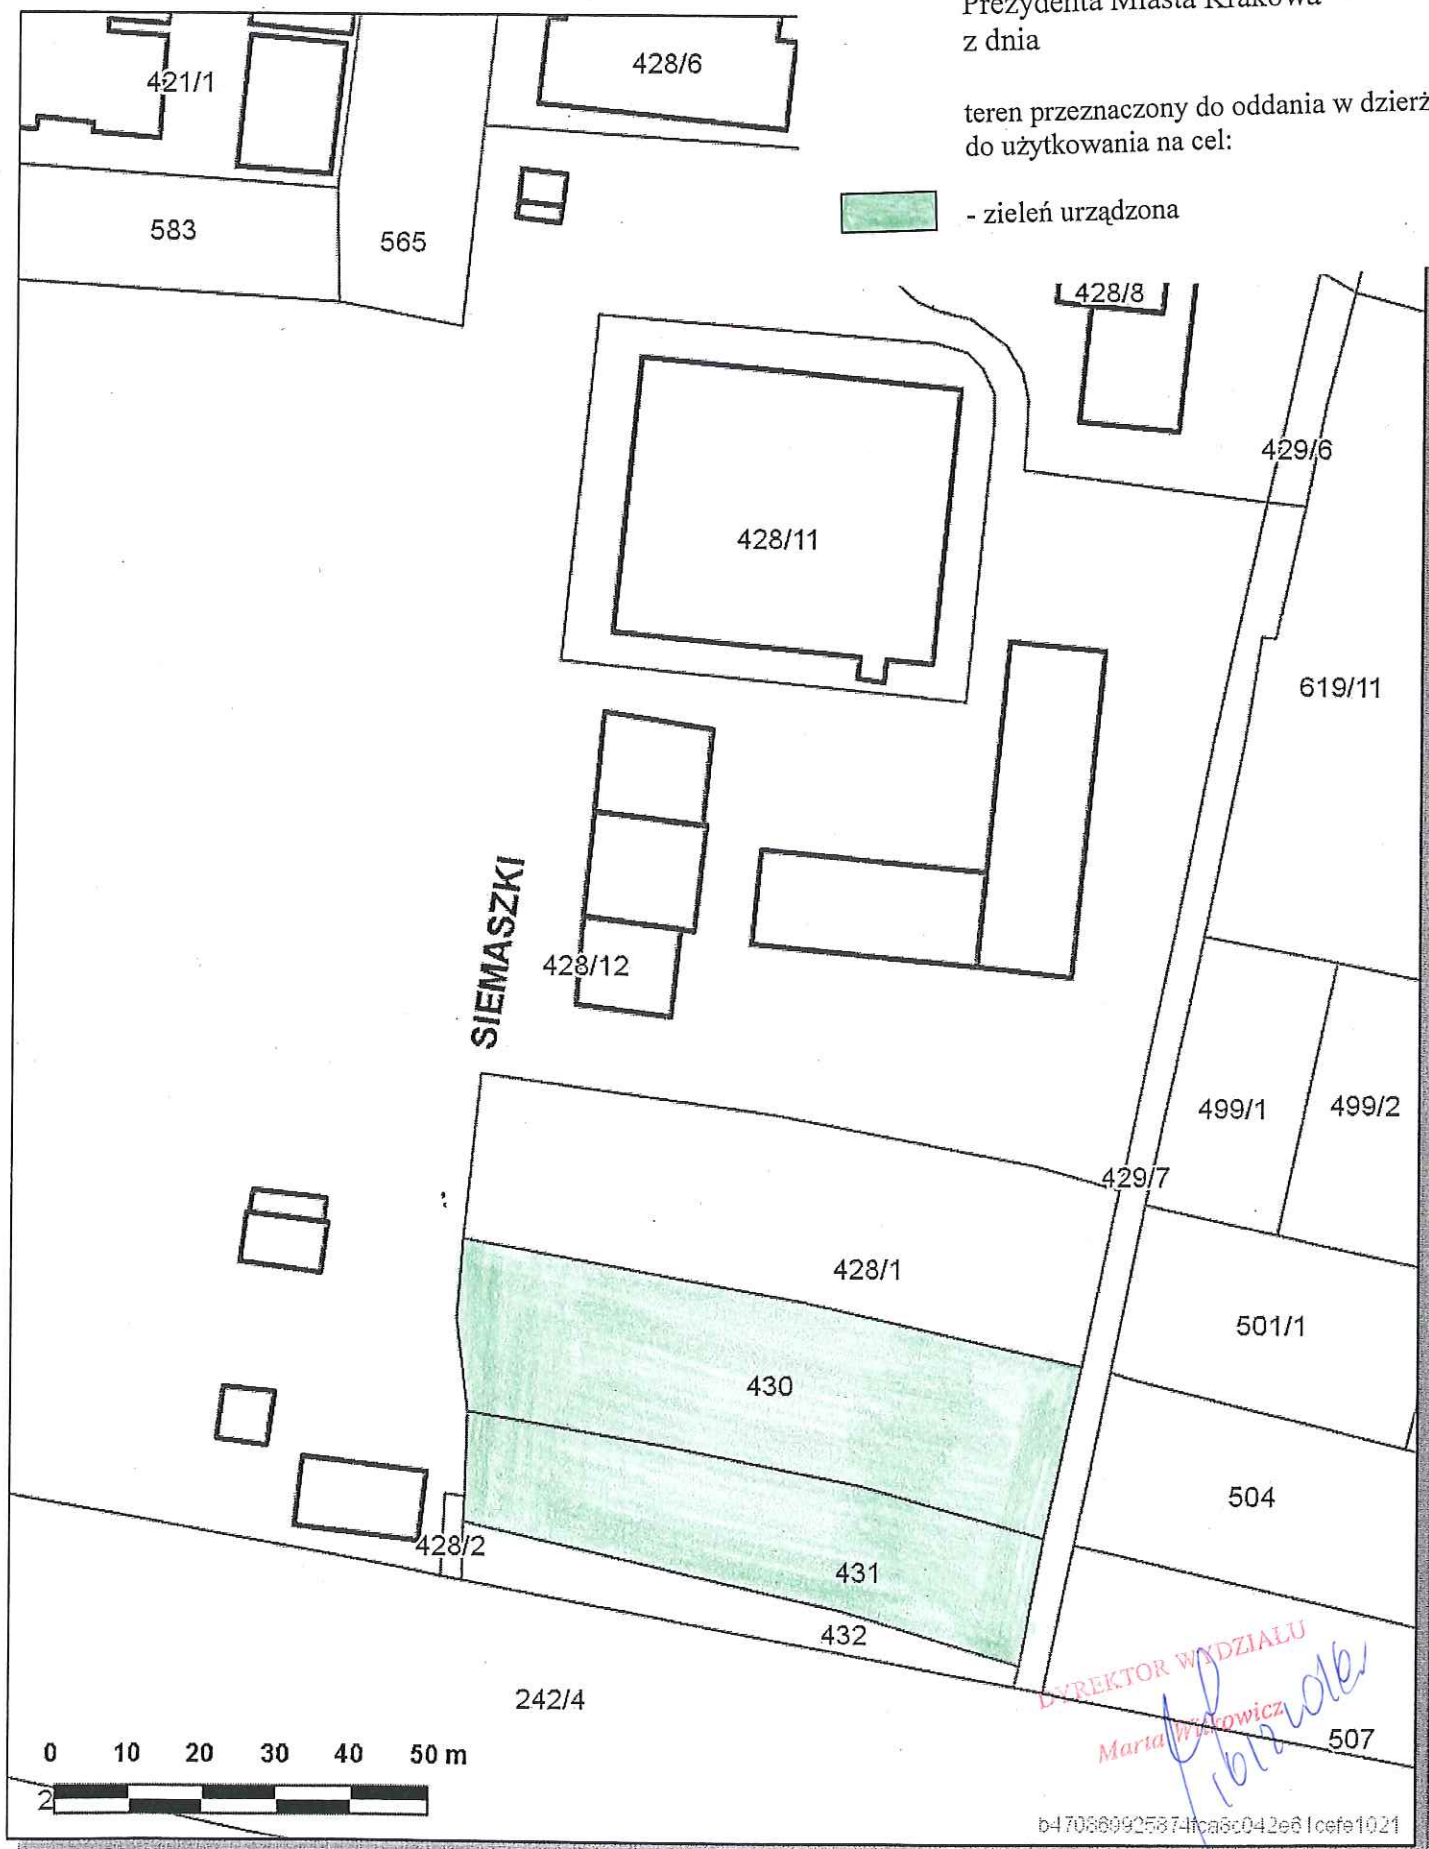 Prezydenta Miasta Krakowa
z dnia
teren przeznaczony do oddania w dzierż
do użytkowania na cel:
- zieleń urządzona
421/1
428/6
583
565
428/8
429/6
428/11
619/11
SIEMASZKI
428/12
499/1
499/2
429/7
428/1
501/1
430
504
428/2
431
432
242/4
507
DYREKTOR WYDZIAŁU
Marta Witkowicz
0 10 20 30 40 50 m
2